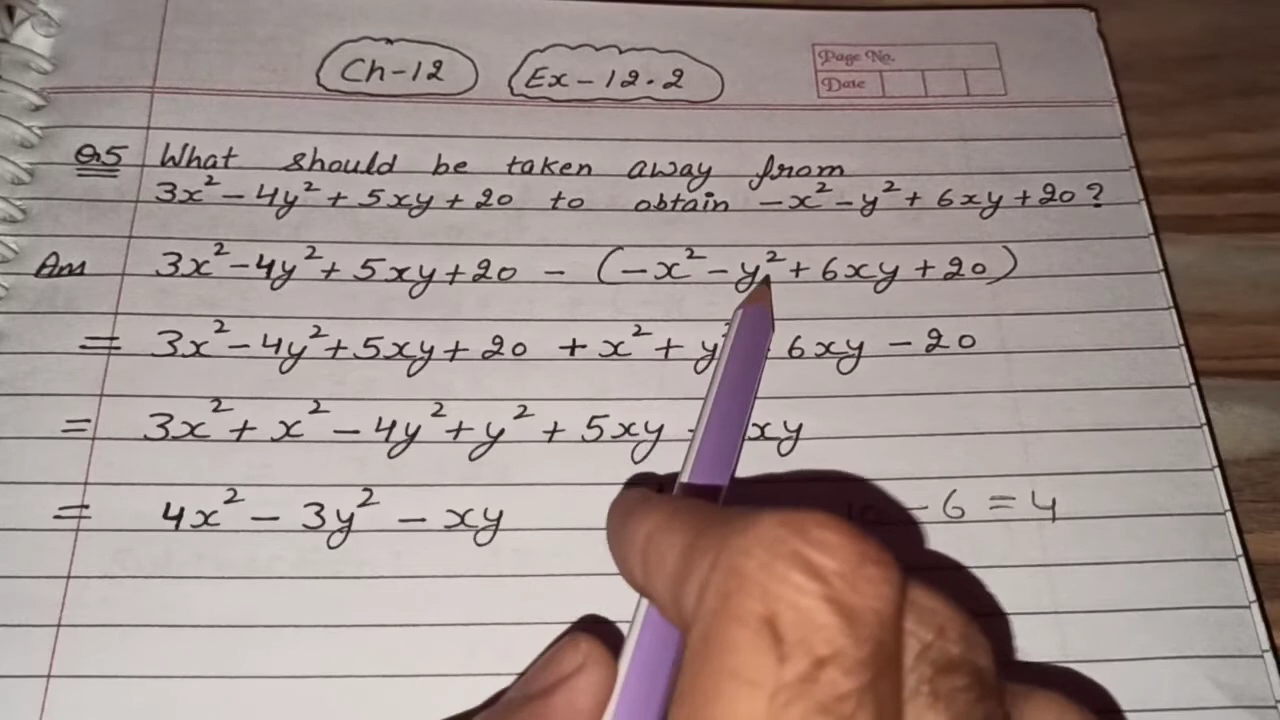 Ch-12 Ex-12.2
Page No.
Date
Q.5 What should be taken away from
3x² - 4y² + 5xy + 20 to obtain -x² - y² + 6xy + 20?
Ans 3x² - 4y² + 5xy + 20 - (-x² - y² + 6xy + 20)
= 3x² - 4y² + 5xy + 20 + x² + y² 6xy - 20
= 3x² + x² - 4y² + y² + 5xy - xy
= 4x² - 3y² - xy
- 6 = 4